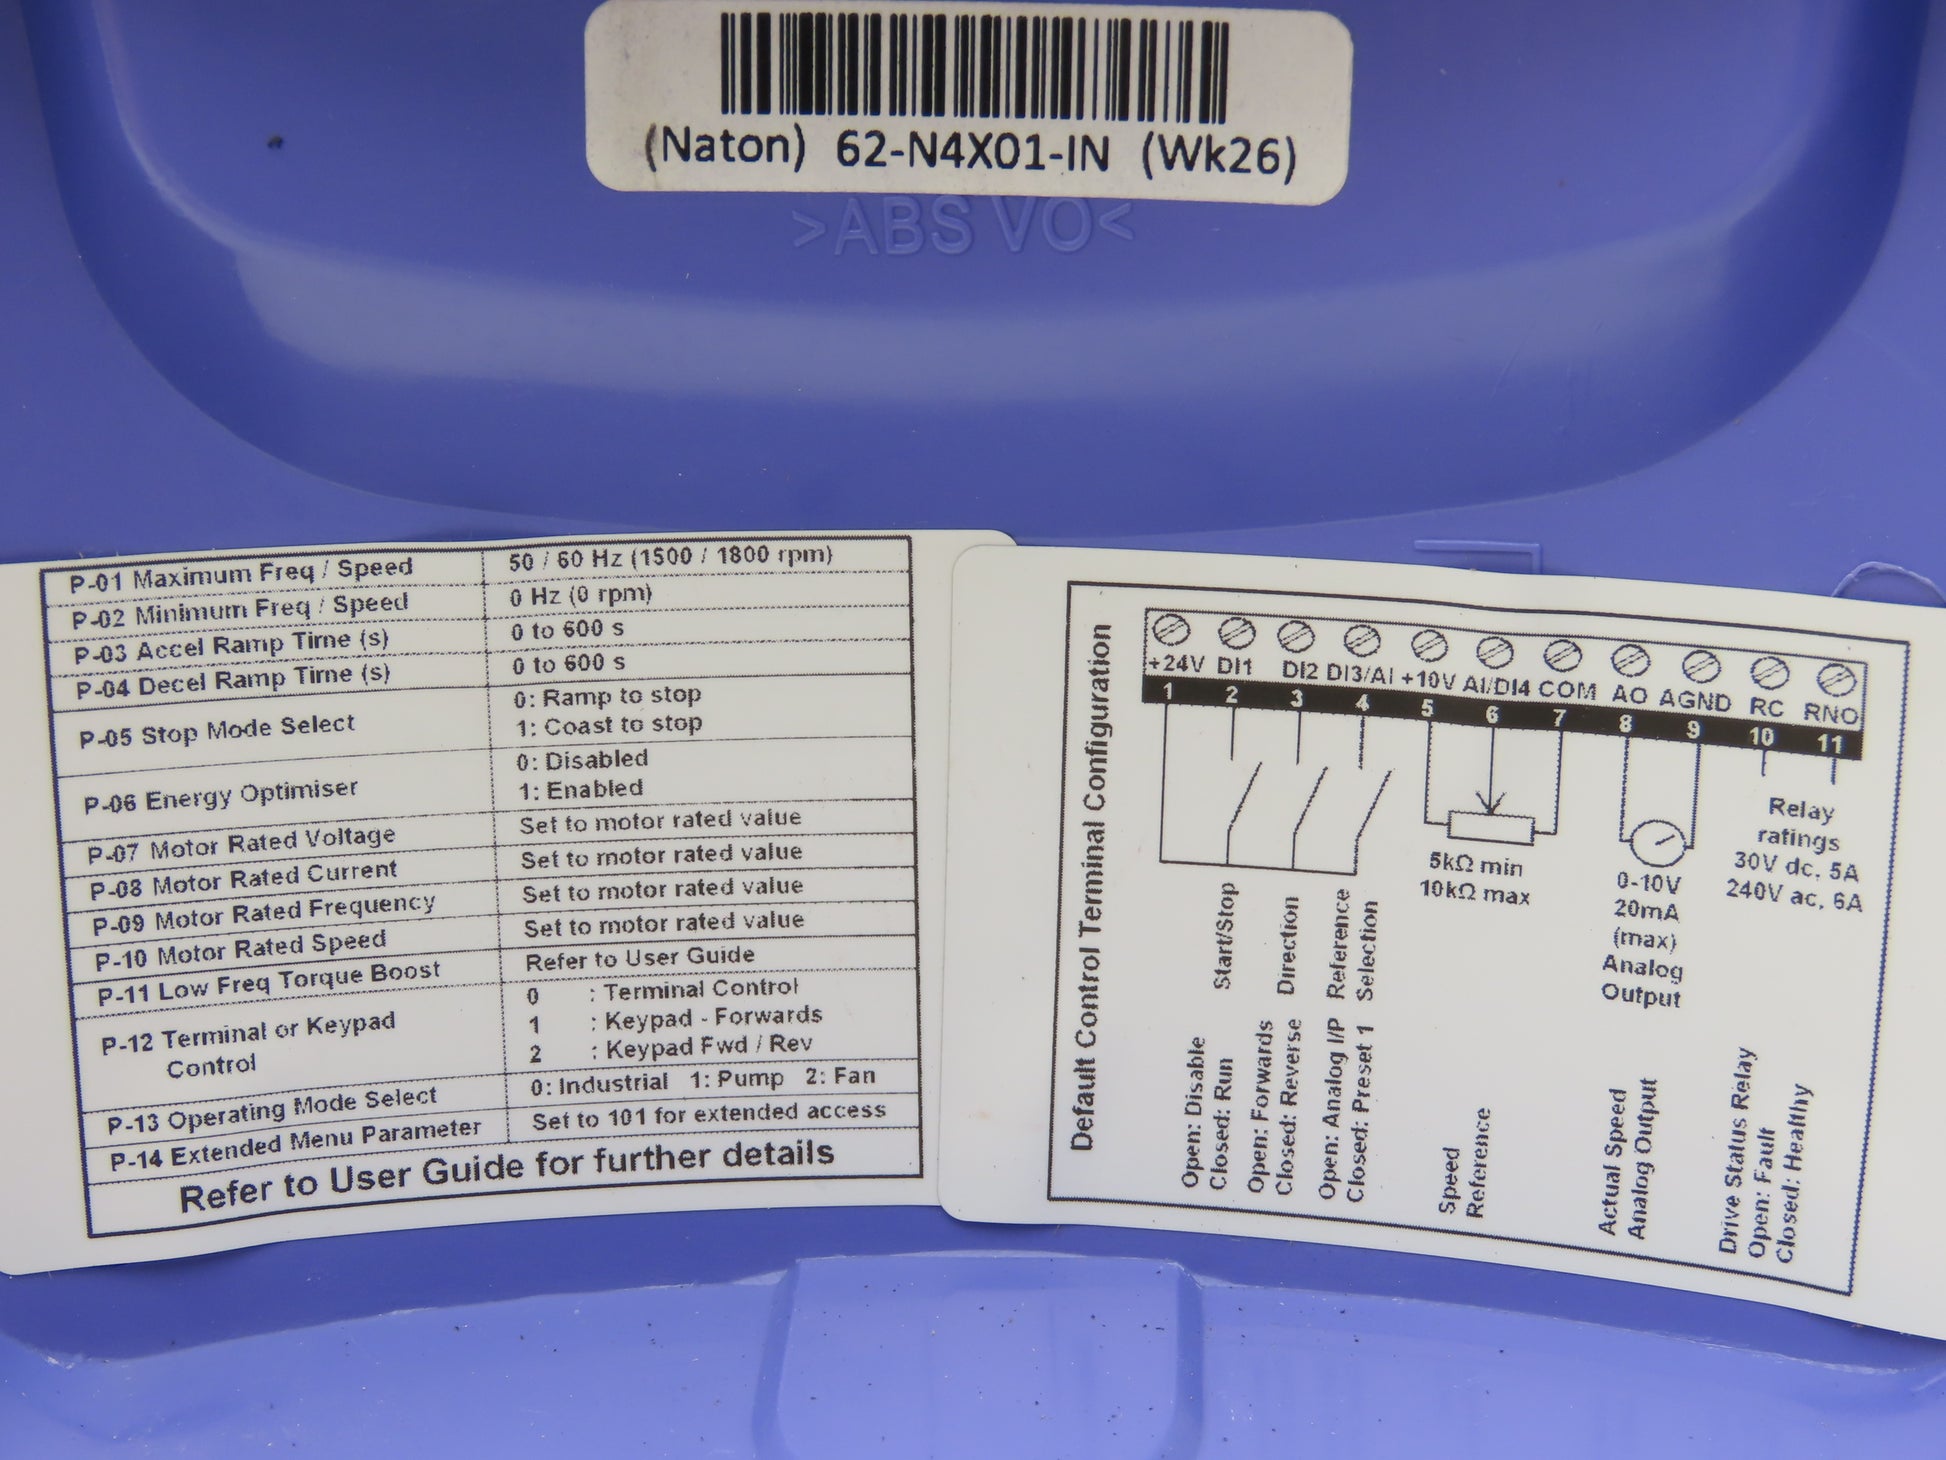 (Naton) 62-N4X01-IN (Wk26)
>ABS VO<
P-01 Maximum Freq / Speed 50 / 60 Hz (1500 / 1800 rpm)
P-02 Minimum Freq / Speed 0 Hz (0 rpm)
P-03 Accel Ramp Time (s) 0 to 600 s
P-04 Decel Ramp Time (s) 0 to 600 s
P-05 Stop Mode Select 0: Ramp to stop
1: Coast to stop
P-06 Energy Optimiser 0: Disabled
1: Enabled
P-07 Motor Rated Voltage Set to motor rated value
P-08 Motor Rated Current Set to motor rated value
P-09 Motor Rated Frequency Set to motor rated value
P-10 Motor Rated Speed Set to motor rated value
P-11 Low Freq Torque Boost Refer to User Guide
P-12 Terminal or Keypad Control 0 : Terminal Control
1 : Keypad - Forwards
2 : Keypad Fwd / Rev
P-13 Operating Mode Select 0: Industrial 1: Pump 2: Fan
P-14 Extended Menu Parameter Set to 101 for extended access
Refer to User Guide for further details
Default Control Terminal Configuration
+24V DI1 DI2 DI3/AI +10V AI/DI4 COM AO AGND RC RNO
1 2 3 4 5 6 7 8 9 10 11
5kΩ min
10kΩ max
0-10V
20mA
(max)
Analog
Output
Relay
ratings
30V dc, 5A
240V ac, 6A
Open: Disable Start/Stop
Closed: Run
Open: Forwards Direction
Closed: Reverse
Open: Analog I/P Reference
Closed: Preset 1 Selection
Speed
Reference
Actual Speed
Analog Output
Drive Status Relay
Open: Fault
Closed: Healthy